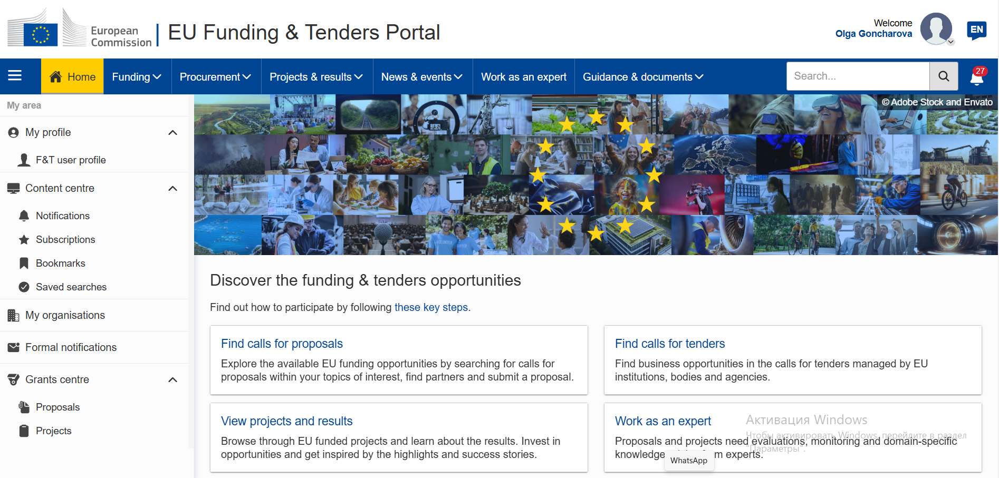 European
Commission
EU Funding & Tenders Portal
Welcome
Olga Goncharova
EN
Home
Funding
Procurement
Projects & results
News & events
Work as an expert
Guidance & documents
Search...
27
My area
My profile
F&T user profile
Content centre
Notifications
Subscriptions
Bookmarks
Saved searches
My organisations
Formal notifications
Grants centre
Proposals
Projects
© Adobe Stock and Envato
Discover the funding & tenders opportunities
Find out how to participate by following these key steps.
Find calls for proposals
Explore the available EU funding opportunities by searching for calls for
proposals within your topics of interest, find partners and submit a proposal.
Find calls for tenders
Find business opportunities in the calls for tenders managed by EU
institutions, bodies and agencies.
View projects and results
Browse through EU funded projects and learn about the results. Invest in
opportunities and get inspired by the highlights and success stories.
Work as an expert
Proposals and projects need evaluations, monitoring and domain-specific
knowledge experts.
WhatsApp
Активация Windows
Чтобы активировать Windows, перейдите в раздел
"Параметры".